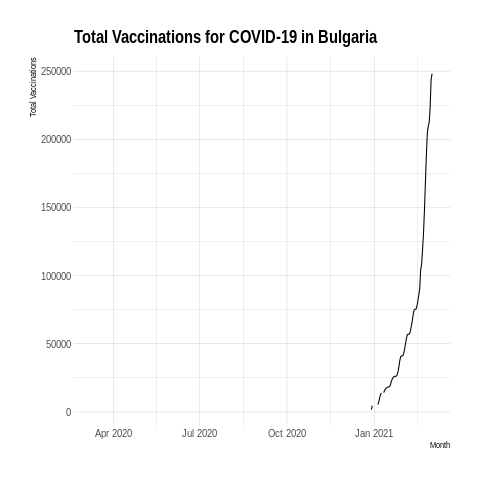 Total Vaccinations for COVID-19 in Bulgaria
Total Vaccinations
250000
200000
150000
100000
50000
0
Apr 2020 Jul 2020 Oct 2020 Jan 2021
Month